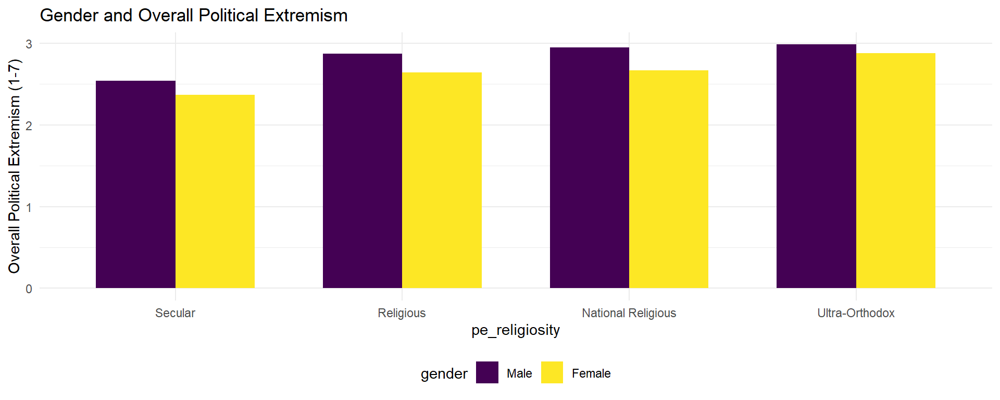 Gender and Overall Political Extremism
Overall Political Extremism (1-7)
3
2
1
0
Secular
Religious
National Religious
Ultra-Orthodox
pe_religiosity
gender
Male
Female